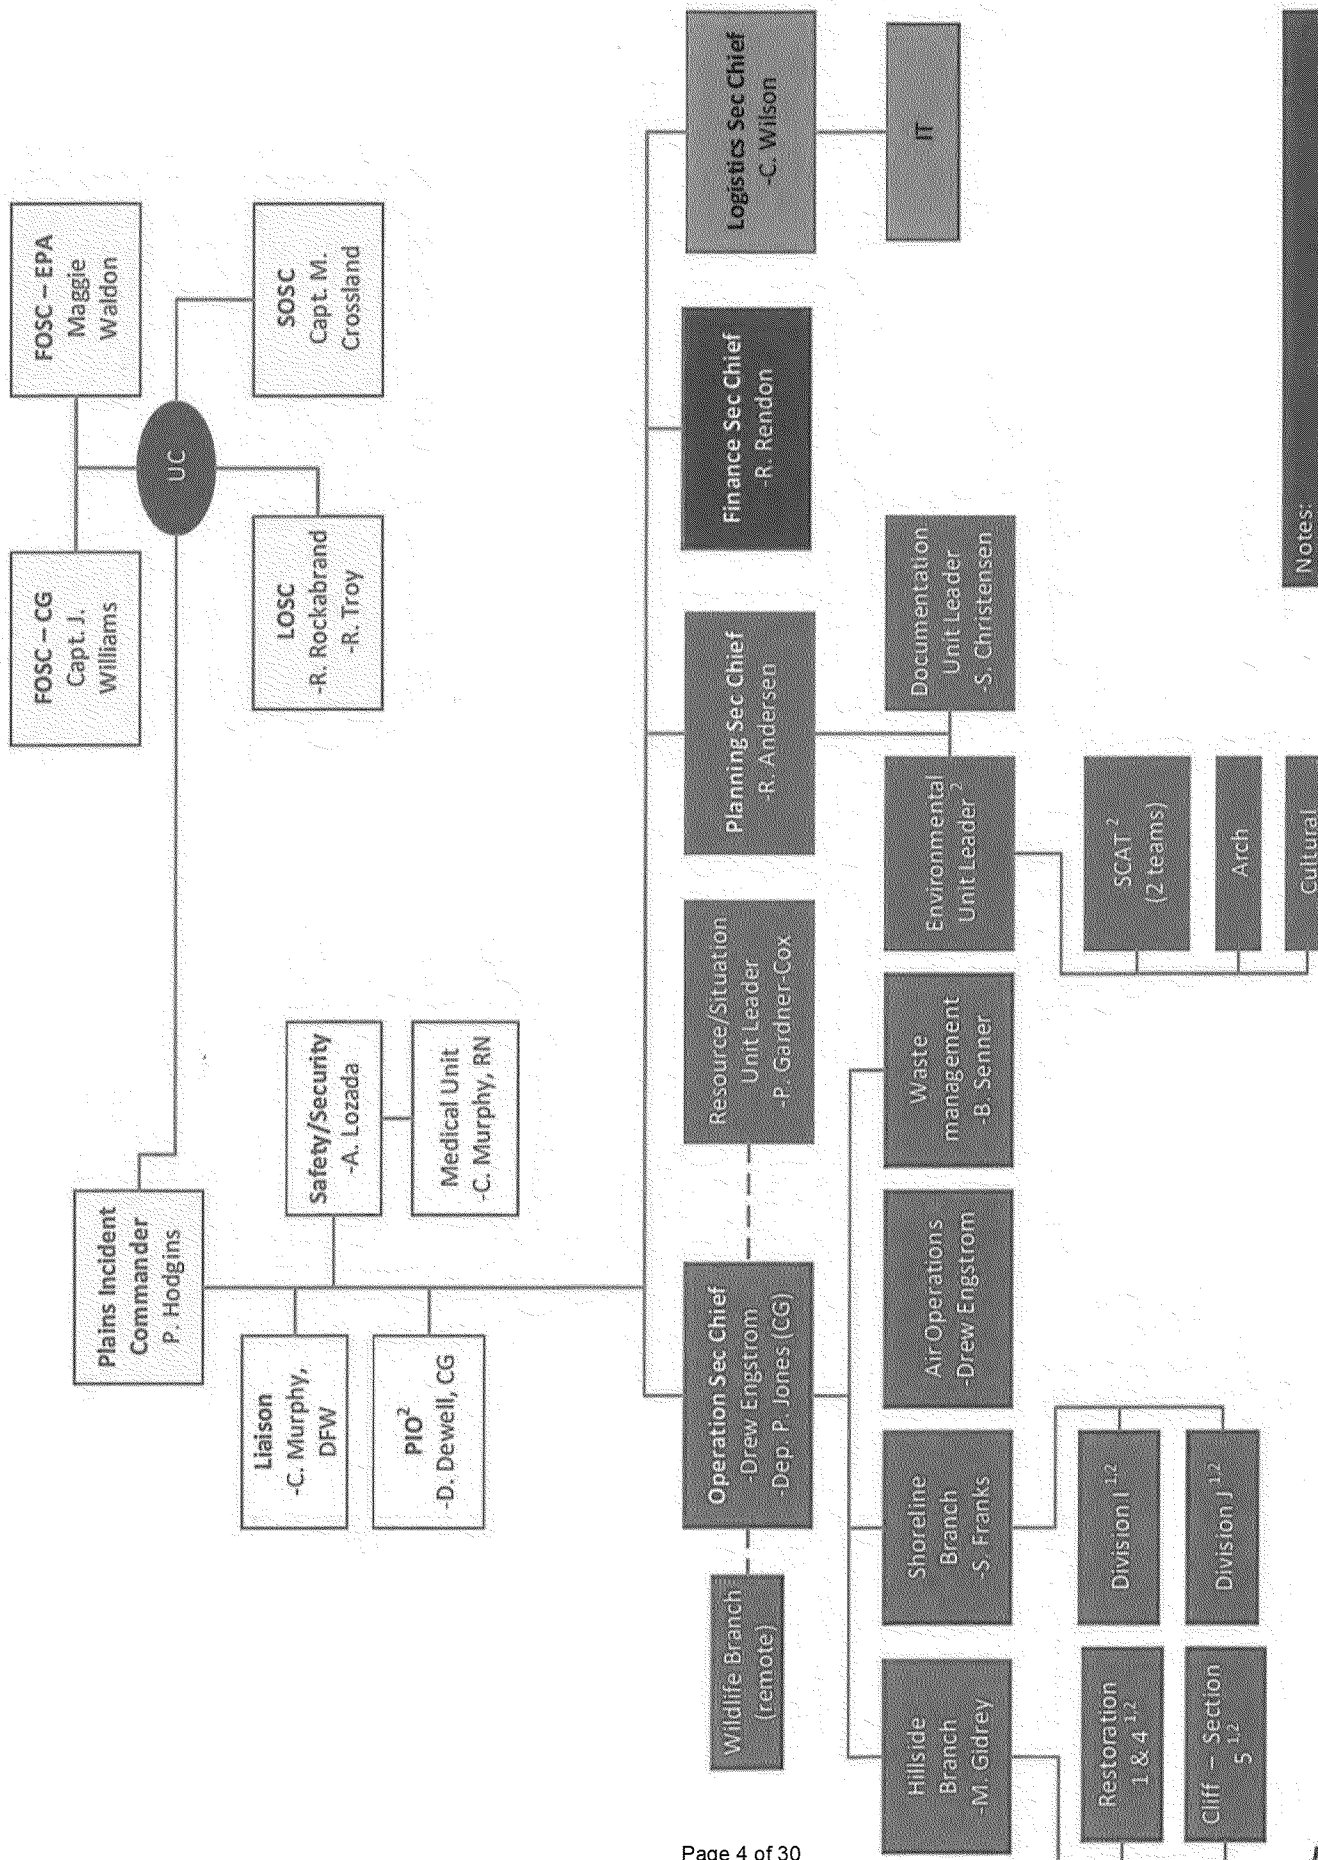 FOSC – CG
Capt. J.
Williams
FOSC – EPA
Maggie
Waldon
UC
LOSC
-R. Rockabrand
-R. Troy
SOSC
Capt. M.
Crossland
Plains Incident
Commander
P. Hodgins
Liaison
-C. Murphy,
DFW
Safety/Security
-A. Lozada
PIO²
-D. Dewell, CG
Medical Unit
-C. Murphy, RN
Wildlife Branch
(remote)
Operation Sec Chief
-Drew Engstrom
-Dep. P. Jones (CG)
Resource/Situation
Unit Leader
-P. Gardner-Cox
Planning Sec Chief
-R. Andersen
Finance Sec Chief
-R. Rendon
Logistics Sec Chief
-C. Wilson
Hillside
Branch
-M. Gidrey
Shoreline
Branch
-S. Franks
Air Operations
-Drew Engstrom
Waste
management
-B. Senner
Environmental
Unit Leader ²
Documentation
Unit Leader
-S. Christensen
IT
Restoration
1 & 4 ¹,²
Division I ¹,²
SCAT ²
(2 teams)
Cliff – Section
5 ¹,²
Division J ¹,²
Arch
Cultural
Notes:
Page 4 of 30